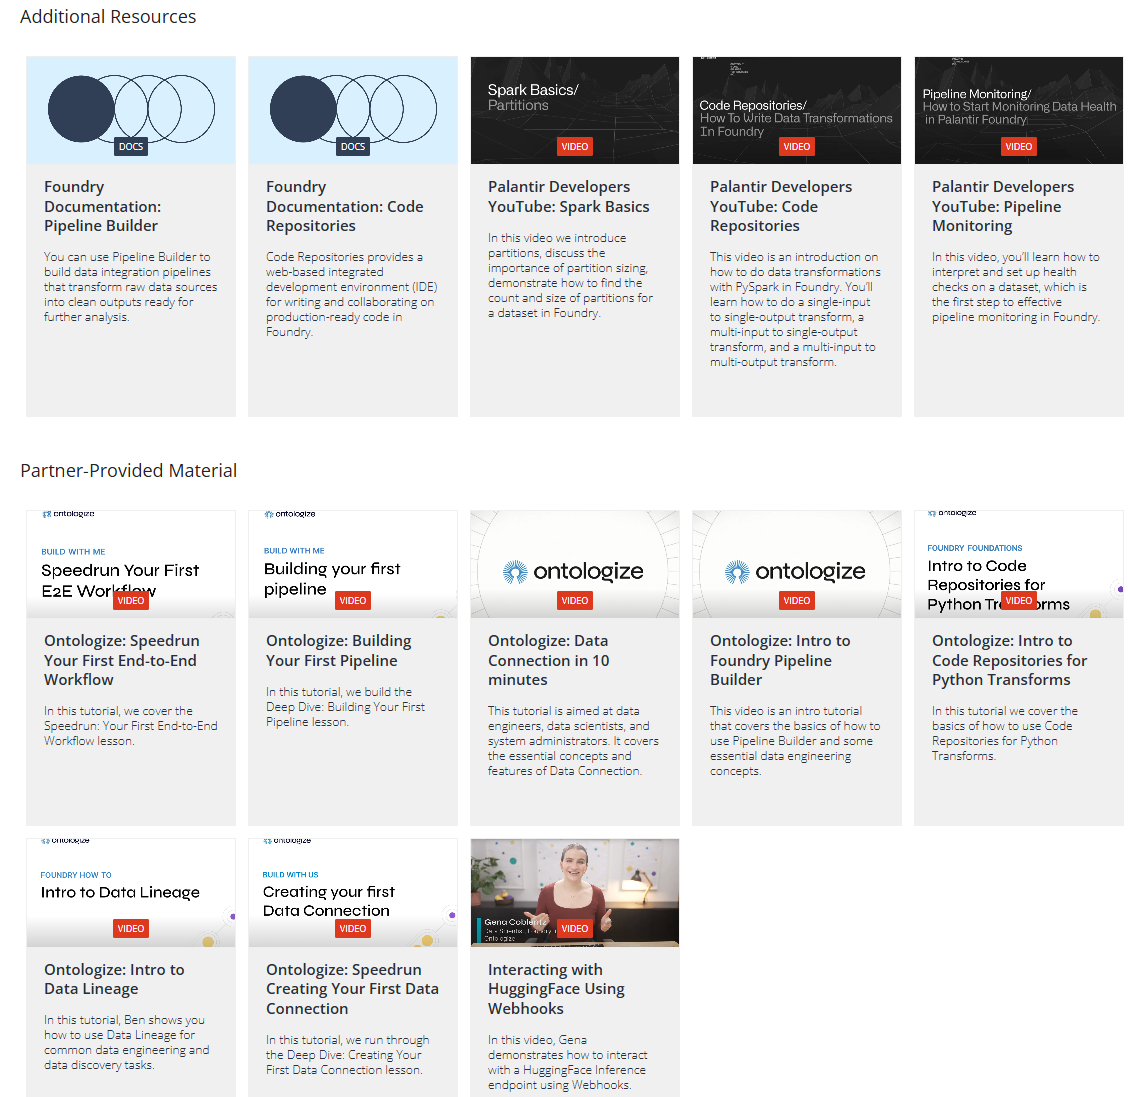 Additional Resources
DOCS
Foundry
Documentation:
Pipeline Builder
You can use Pipeline Builder to
build data integration pipelines
that transform raw data sources
into clean outputs ready for
further analysis.
DOCS
Foundry
Documentation: Code
Repositories
Code Repositories provides a
web-based integrated
development environment (IDE)
for writing and collaborating on
production-ready code in
Foundry.
Spark Basics/
Partitions
VIDEO
Palantir Developers
YouTube: Spark Basics
In this video we introduce
partitions, discuss the
importance of partition sizing,
demonstrate how to find the
count and size of partitions for
a dataset in Foundry.
Code Repositories/
How To Write Data Transformations
In Foundry
VIDEO
Palantir Developers
YouTube: Code
Repositories
This video is an introduction on
how to do data transformations
with PySpark in Foundry. You'll
learn how to do a single-input
to single-output transform, a
multi-input to single-output
transform, and a multi-input to
multi-output transform.
Pipeline Monitoring/
How to Start Monitoring Data Health
in Palantir Foundry
VIDEO
Palantir Developers
YouTube: Pipeline
Monitoring
In this video, you'll learn how to
interpret and set up health
checks on a dataset, which is
the first step to effective
pipeline monitoring in Foundry.
Partner-Provided Material
ontologize
BUILD WITH ME
Speedrun Your First
E2E Workflow
VIDEO
Ontologize: Speedrun
Your First End-to-End
Workflow
In this tutorial, we cover the
Speedrun: Your First End-to-End
Workflow lesson.
ontologize
BUILD WITH ME
Building your first
pipeline
VIDEO
Ontologize: Building
Your First Pipeline
In this tutorial, we build the
Deep Dive: Building Your First
Pipeline lesson.
ontologize
VIDEO
Ontologize: Data
Connection in 10
minutes
This tutorial is aimed at data
engineers, data scientists, and
system administrators. It covers
the essential concepts and
features of Data Connection.
ontologize
VIDEO
Ontologize: Intro to
Foundry Pipeline
Builder
This video is an intro tutorial
that covers the basics of how to
use Pipeline Builder and some
essential data engineering
concepts.
ontologize
FOUNDRY FOUNDATIONS
Intro to Code
Repositories for
Python Transforms
VIDEO
Ontologize: Intro to
Code Repositories for
Python Transforms
In this tutorial we cover the
basics of how to use Code
Repositories for Python
Transforms.
ontologize
FOUNDRY HOW TO
Intro to Data Lineage
VIDEO
Ontologize: Intro to
Data Lineage
In this tutorial, Ben shows you
how to use Data Lineage for
common data engineering and
data discovery tasks.
ontologize
BUILD WITH US
Creating your first
Data Connection
VIDEO
Ontologize: Speedrun
Creating Your First Data
Connection
In this tutorial, we run through
the Deep Dive: Creating Your
First Data Connection lesson.
Gena Coblentz
Data Scientist
Ontologize
VIDEO
Interacting with
HuggingFace Using
Webhooks
In this video, Gena
demonstrates how to interact
with a HuggingFace Inference
endpoint using Webhooks.